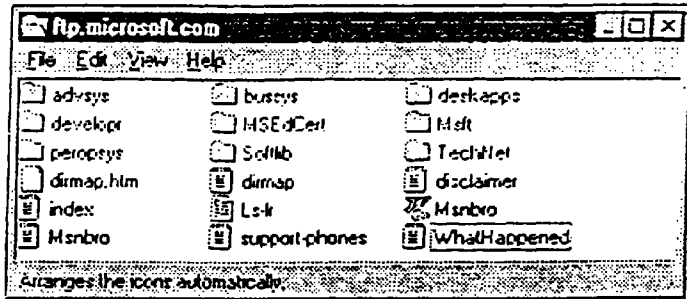 ftp.microsoft.com
File Edit View Help
advsys bussys deskapps
developr MSEdCert Msft
peropsys Softlib TechNet
dirmap.htm dirmap disclaimer
index Ls-lr Msnbro
Msnbro support-phones WhatHappened
Arranges the icons automatically.